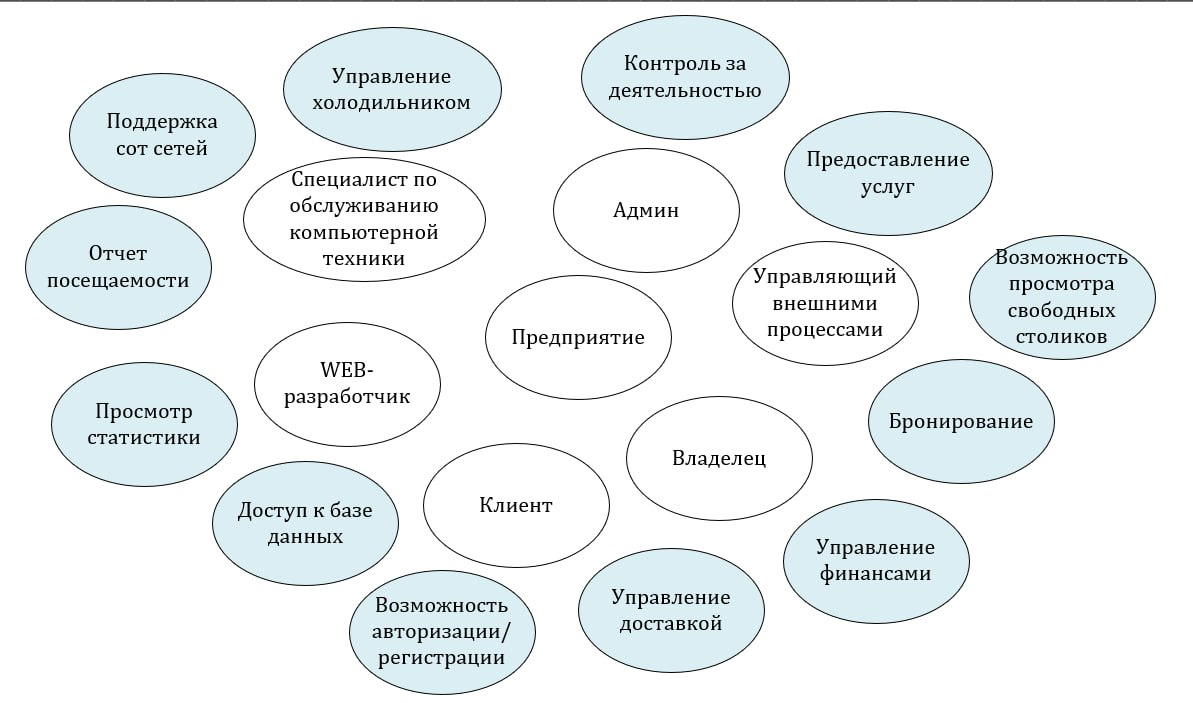 Управление
холодильником
Контроль за
деятельностью
Поддержка
сот сетей
Предоставление
услуг
Специалист по
обслуживанию
компьютерной
техники
Админ
Отчет
посещаемости
Управляющий
внешними
процессами
Возможность
просмотра
свободных
столиков
Предприятие
WEB-
разработчик
Просмотр
статистики
Бронирование
Владелец
Клиент
Доступ к базе
данных
Управление
финансами
Возможность
авторизации/
регистрации
Управление
доставкой